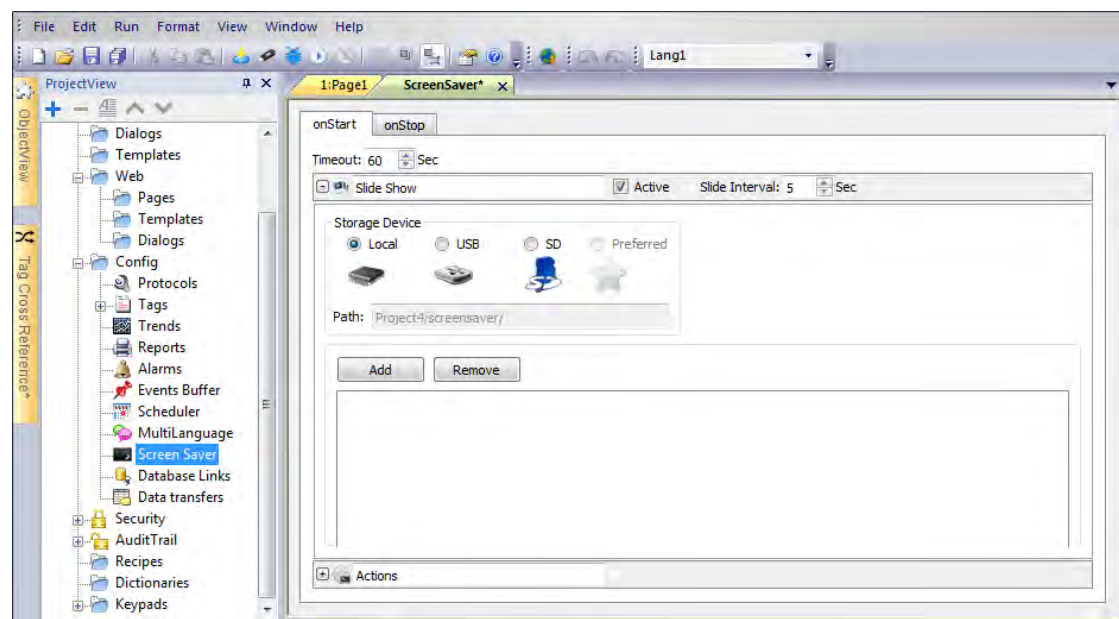 File Edit Run Format View Window Help
Lang1
ProjectView
1:Page1 ScreenSaver*
ObjectView
Tag Cross Reference*
Dialogs
Templates
Web
Pages
Templates
Dialogs
Config
Protocols
Tags
Trends
Reports
Alarms
Events Buffer
Scheduler
MultiLanguage
Screen Saver
Database Links
Data transfers
Security
AuditTrail
Recipes
Dictionaries
Keypads
onStart onStop
Timeout: 60 Sec
Slide Show Active Slide Interval: 5 Sec
Storage Device
Local USB SD Preferred
Path: Project4/screensaver/
Add Remove
Actions